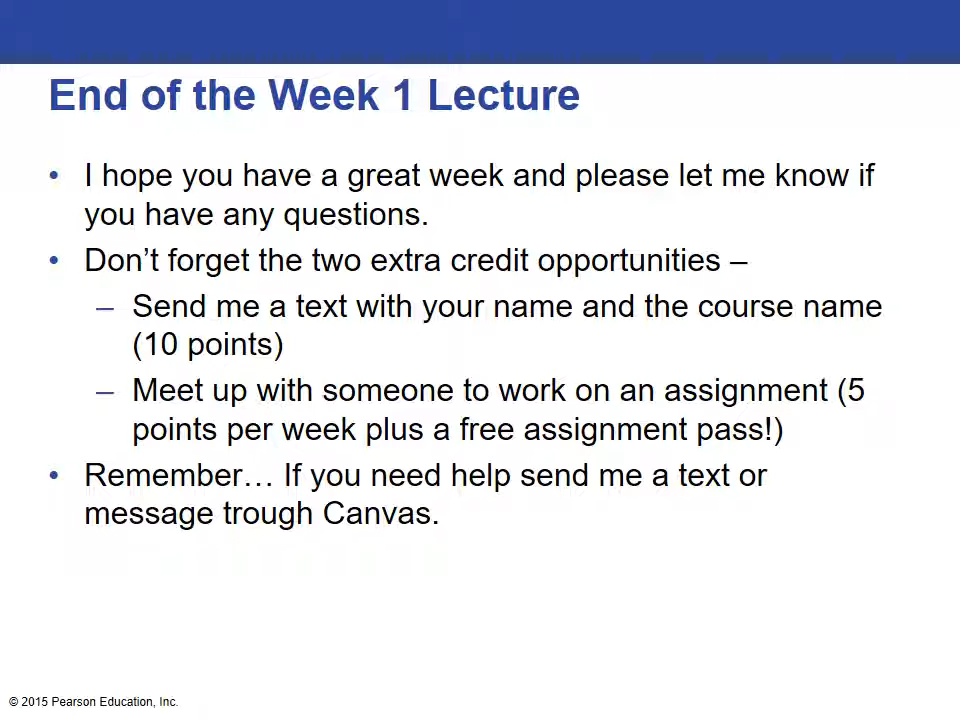 End of the Week 1 Lecture
• I hope you have a great week and please let me know if
you have any questions.
• Don’t forget the two extra credit opportunities –
– Send me a text with your name and the course name
(10 points)
– Meet up with someone to work on an assignment (5
points per week plus a free assignment pass!)
• Remember… If you need help send me a text or
message trough Canvas.
© 2015 Pearson Education, Inc.